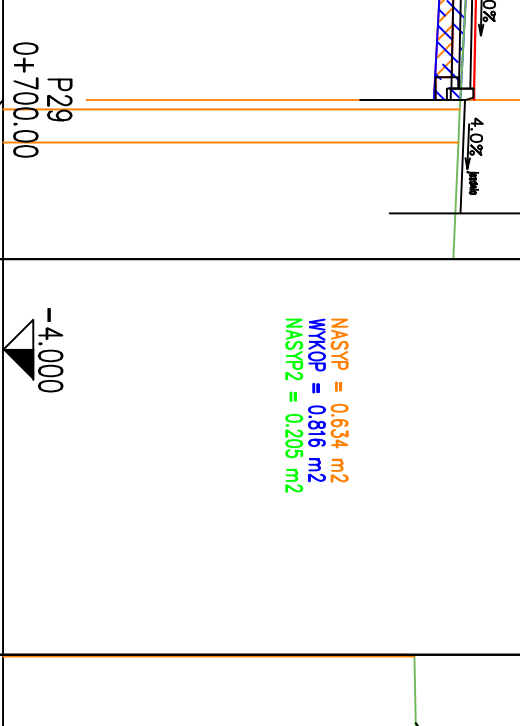 P29
0+700.00
0%
4.0%
-4.000
NASYP = 0.634 m2
WYKOP = 0.816 m2
NASYP2 = 0.205 m2